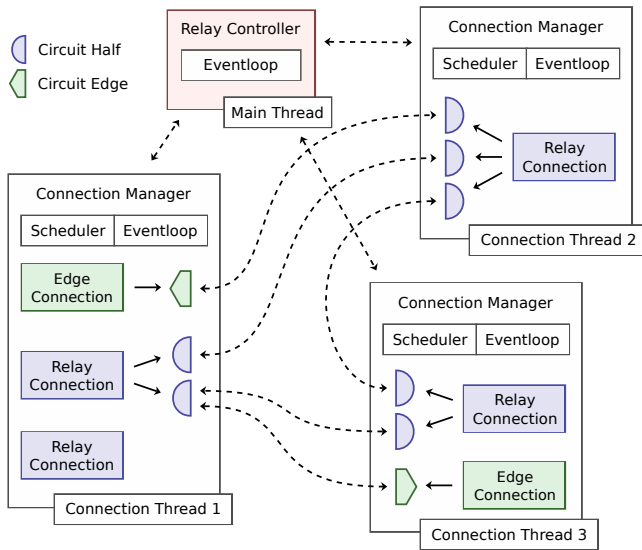 Circuit Half
Circuit Edge
Relay Controller
Eventloop
Main Thread
Connection Manager
Scheduler Eventloop
Relay
Connection
Connection Thread 2
Connection Manager
Scheduler Eventloop
Edge
Connection
Relay
Connection
Relay
Connection
Connection Thread 1
Connection Manager
Scheduler Eventloop
Relay
Connection
Edge
Connection
Connection Thread 3